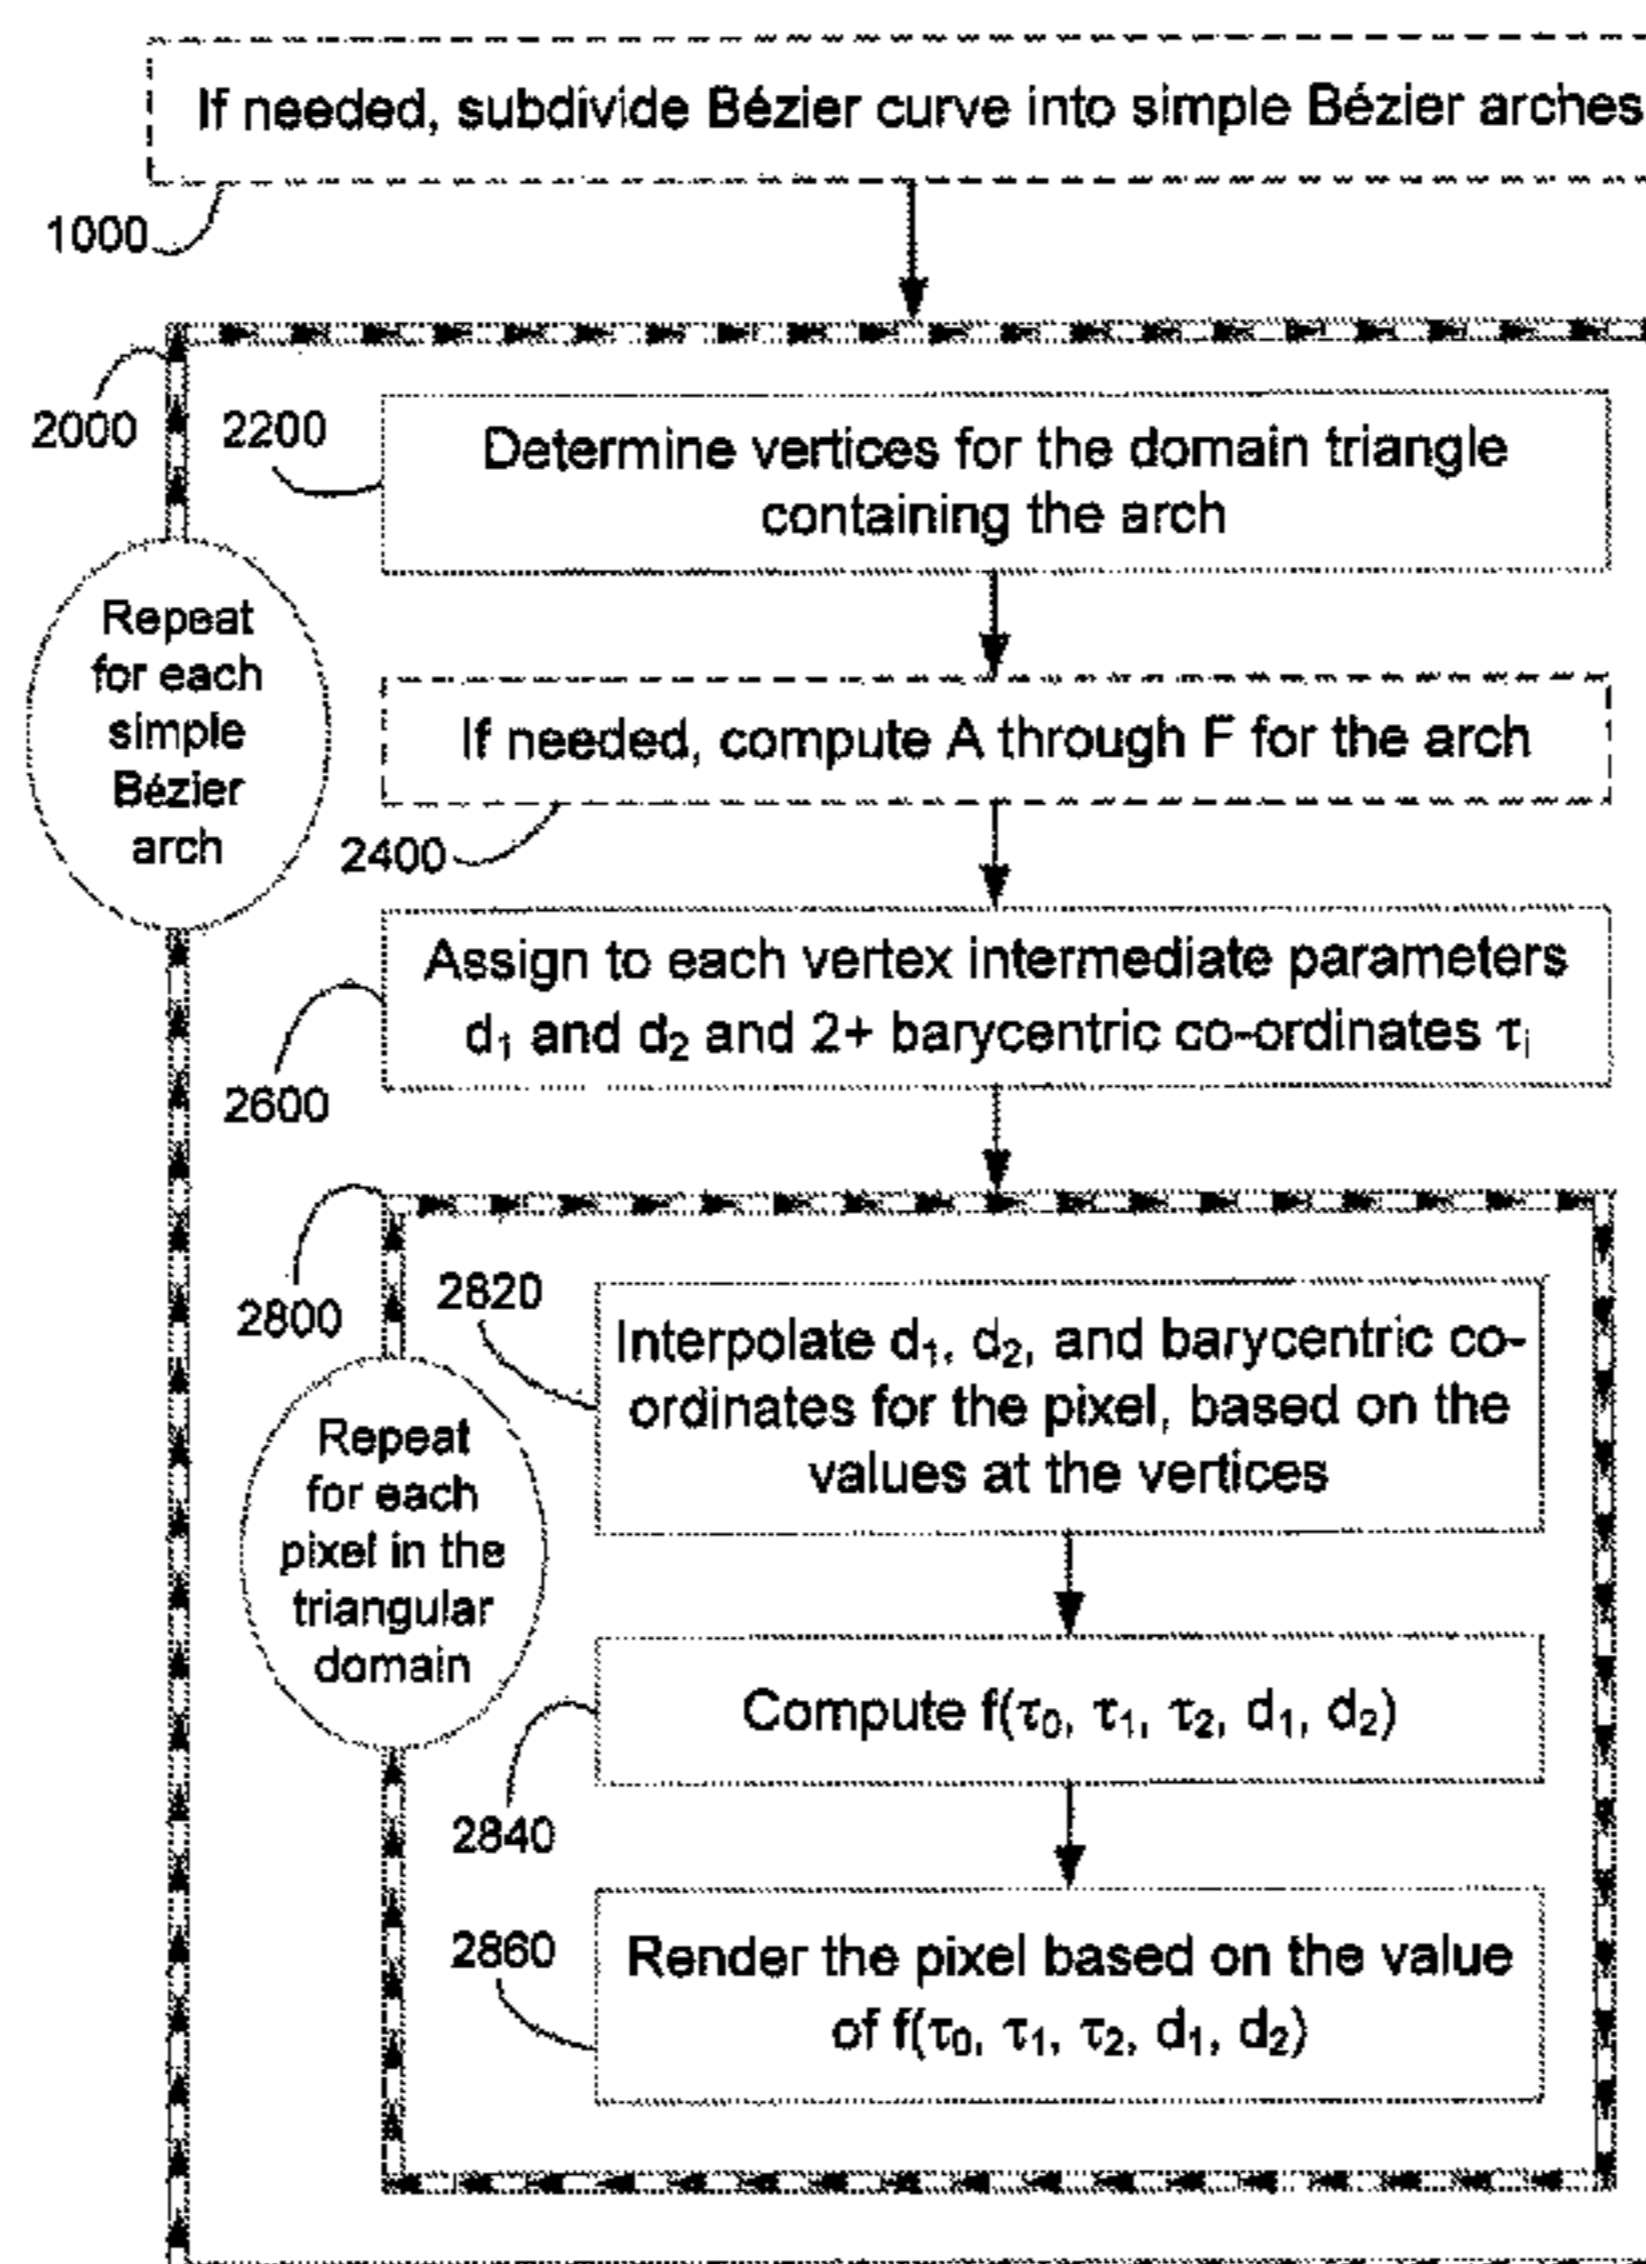 If needed, subdivide Bézier curve into simple Bézier arches
1000
2000
2200
Determine vertices for the domain triangle
containing the arch
Repeat
for each
simple
Bézier
arch
If needed, compute A through F for the arch
2400
Assign to each vertex intermediate parameters
d₁ and d₂ and 2+ barycentric co-ordinates τᵢ
2600
2800
2820
Interpolate d₁, d₂, and barycentric co-
ordinates for the pixel, based on the
values at the vertices
Repeat
for each
pixel in the
triangular
domain
Compute f(τ₀, τ₁, τ₂, d₁, d₂)
2840
2860
Render the pixel based on the value
of f(τ₀, τ₁, τ₂, d₁, d₂)